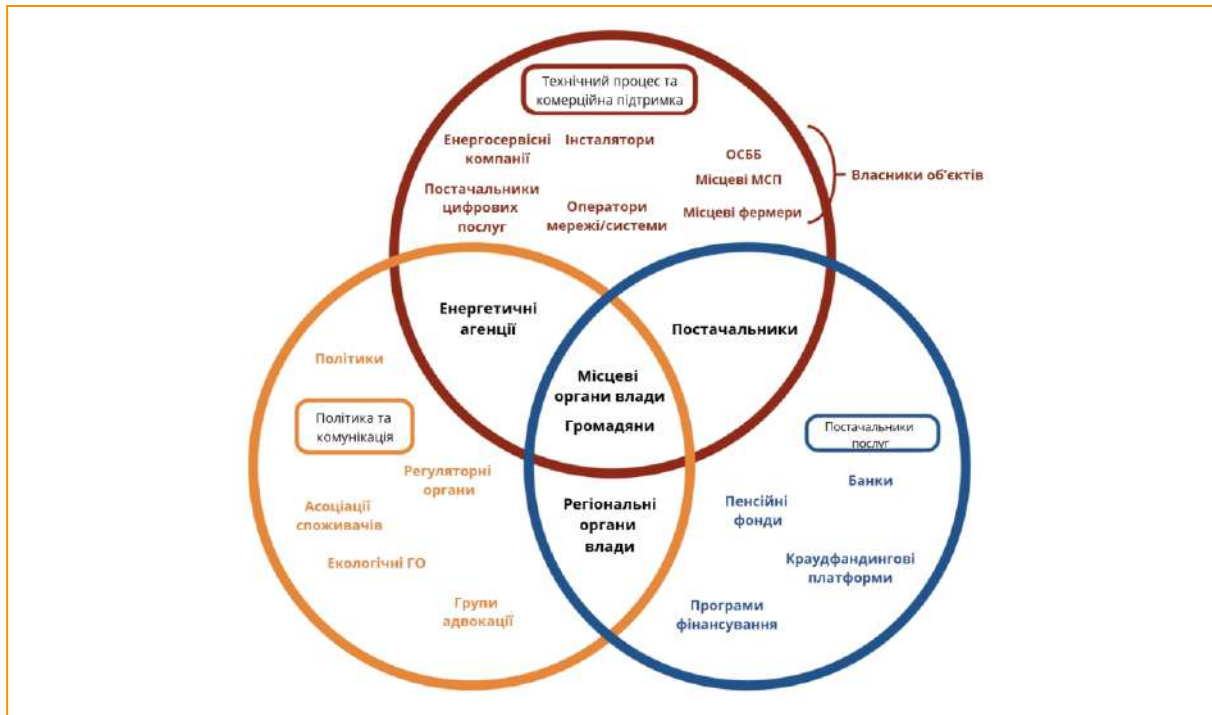 Технічний процес та
комерційна підтримка
Енергосервісні
компанії
Інсталятори
ОСББ
Місцеві МСП
Місцеві фермери
Власники об'єктів
Постачальники
цифрових
послуг
Оператори
мережі/системи
Енергетичні
агенції
Постачальники
Політики
Місцеві
органи влади
Громадяни
Політика та
комунікація
Постачальники
послуг
Регуляторні
органи
Банки
Асоціації
споживачів
Регіональні
органи
влади
Пенсійні
фонди
Екологічні ГО
Краудфандингові
платформи
Групи
адвокації
Програми
фінансування